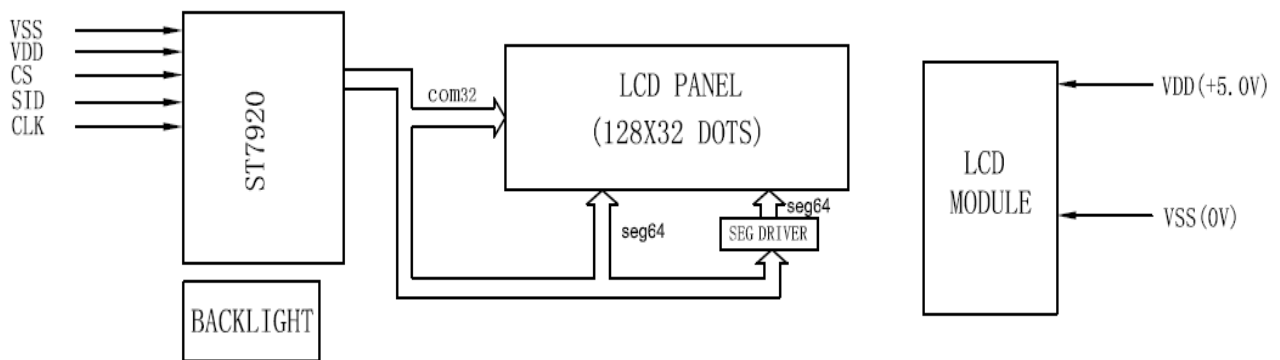 VSS
VDD
CS
SID
CLK
ST7920
BACKLIGHT
com32
LCD PANEL
(128X32 DOTS)
seg64
seg64
SEG DRIVER
LCD
MODULE
VDD(+5.0V)
VSS(0V)